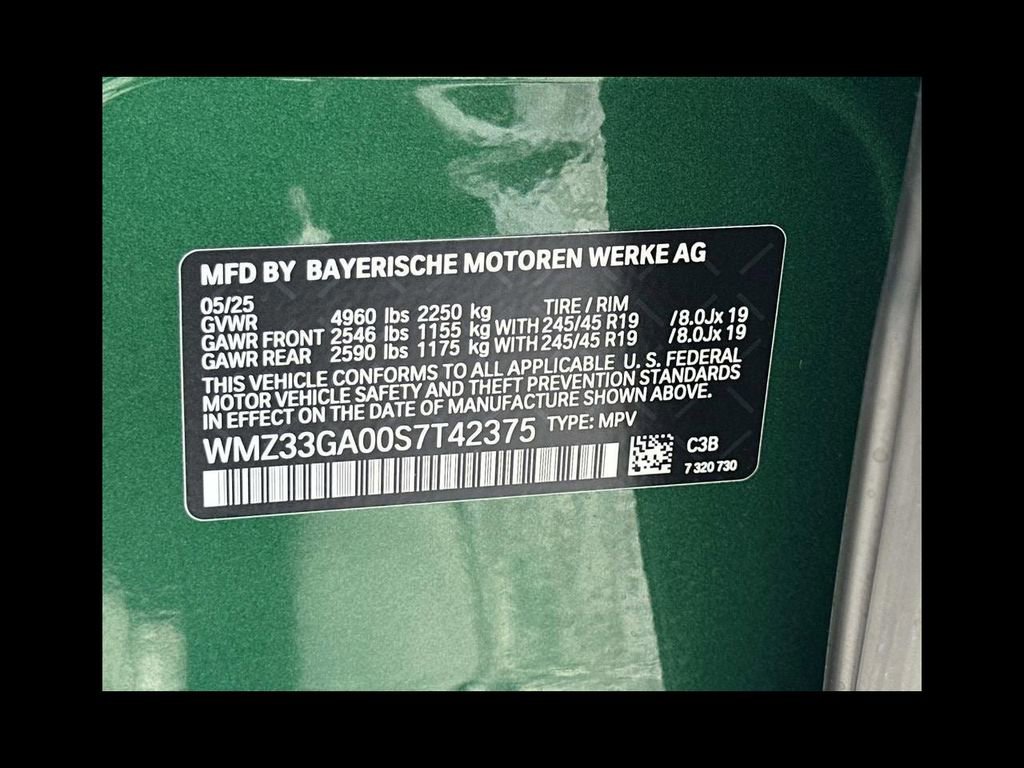 MFD BY BAYERISCHE MOTOREN WERKE AG
05/25 TIRE / RIM
GVWR 4960 lbs 2250 kg
GAWR FRONT 2546 lbs 1155 kg WITH 245/45 R19 /8.0Jx 19
GAWR REAR 2590 lbs 1175 kg WITH 245/45 R19 /8.0Jx 19
THIS VEHICLE CONFORMS TO ALL APPLICABLE U. S. FEDERAL
MOTOR VEHICLE SAFETY AND THEFT PREVENTION STANDARDS
IN EFFECT ON THE DATE OF MANUFACTURE SHOWN ABOVE.
WMZ33GA00S7T42375 TYPE: MPV
C3B
7 320 730